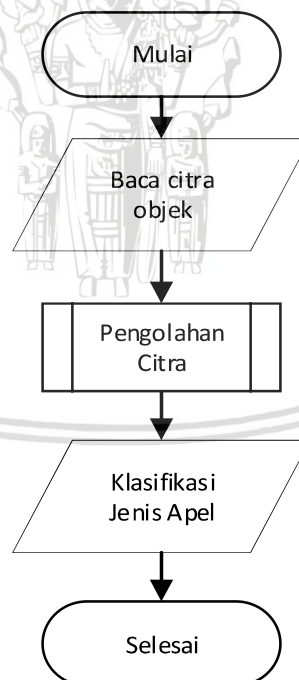 Mulai
Baca citra
objek
Pengolahan
Citra
Klasifikasi
Jenis Apel
Selesai